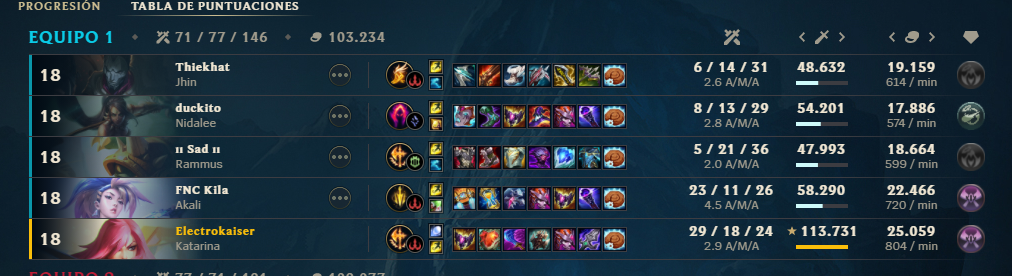 PROGRESIÓN TABLA DE PUNTUACIONES
EQUIPO 1 71 / 77 / 146 103.234
18 Thiekhat 6 / 14 / 31 48.632 19.159
Jhin 2.6 A/M/A 614 / min
18 duckito 8 / 13 / 29 54.201 17.886
Nidalee 2.8 A/M/A 574 / min
18 ıı Sad ıı 5 / 21 / 36 47.993 18.664
Rammus 2.0 A/M/A 599 / min
18 FNC Kila 23 / 11 / 26 58.290 22.466
Akali 4.5 A/M/A 720 / min
18 Electrokaiser 29 / 18 / 24 113.731 25.059
Katarina 2.9 A/M/A 804 / min